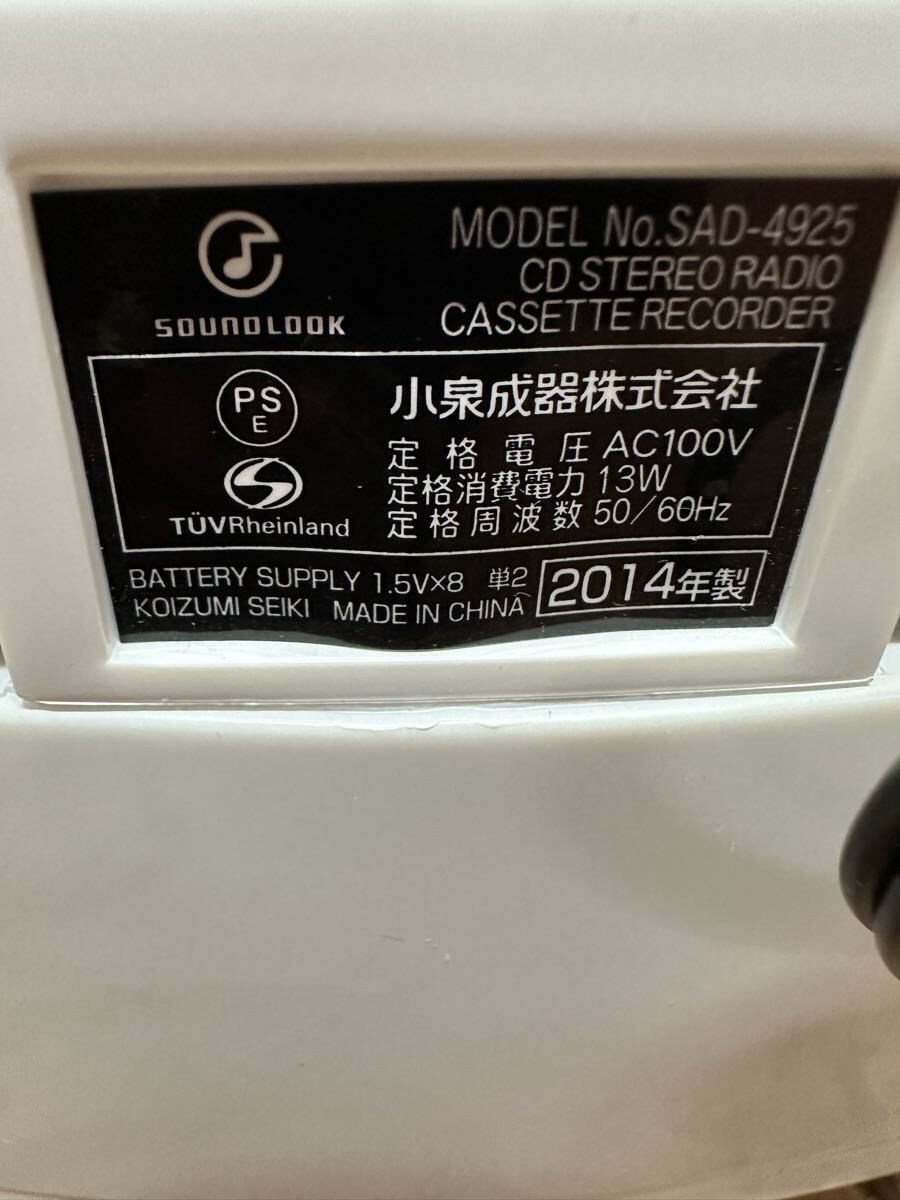 SOUNDLOOK
MODEL No.SAD-4925
CD STEREO RADIO
CASSETTE RECORDER
PS
E
TÜVRheinland
小泉成器株式会社
定格電圧 AC100V
定格消費電力 13W
定格周波数 50/60Hz
BATTERY SUPPLY 1.5V×8 単2
KOIZUMI SEIKI MADE IN CHINA
2014年製